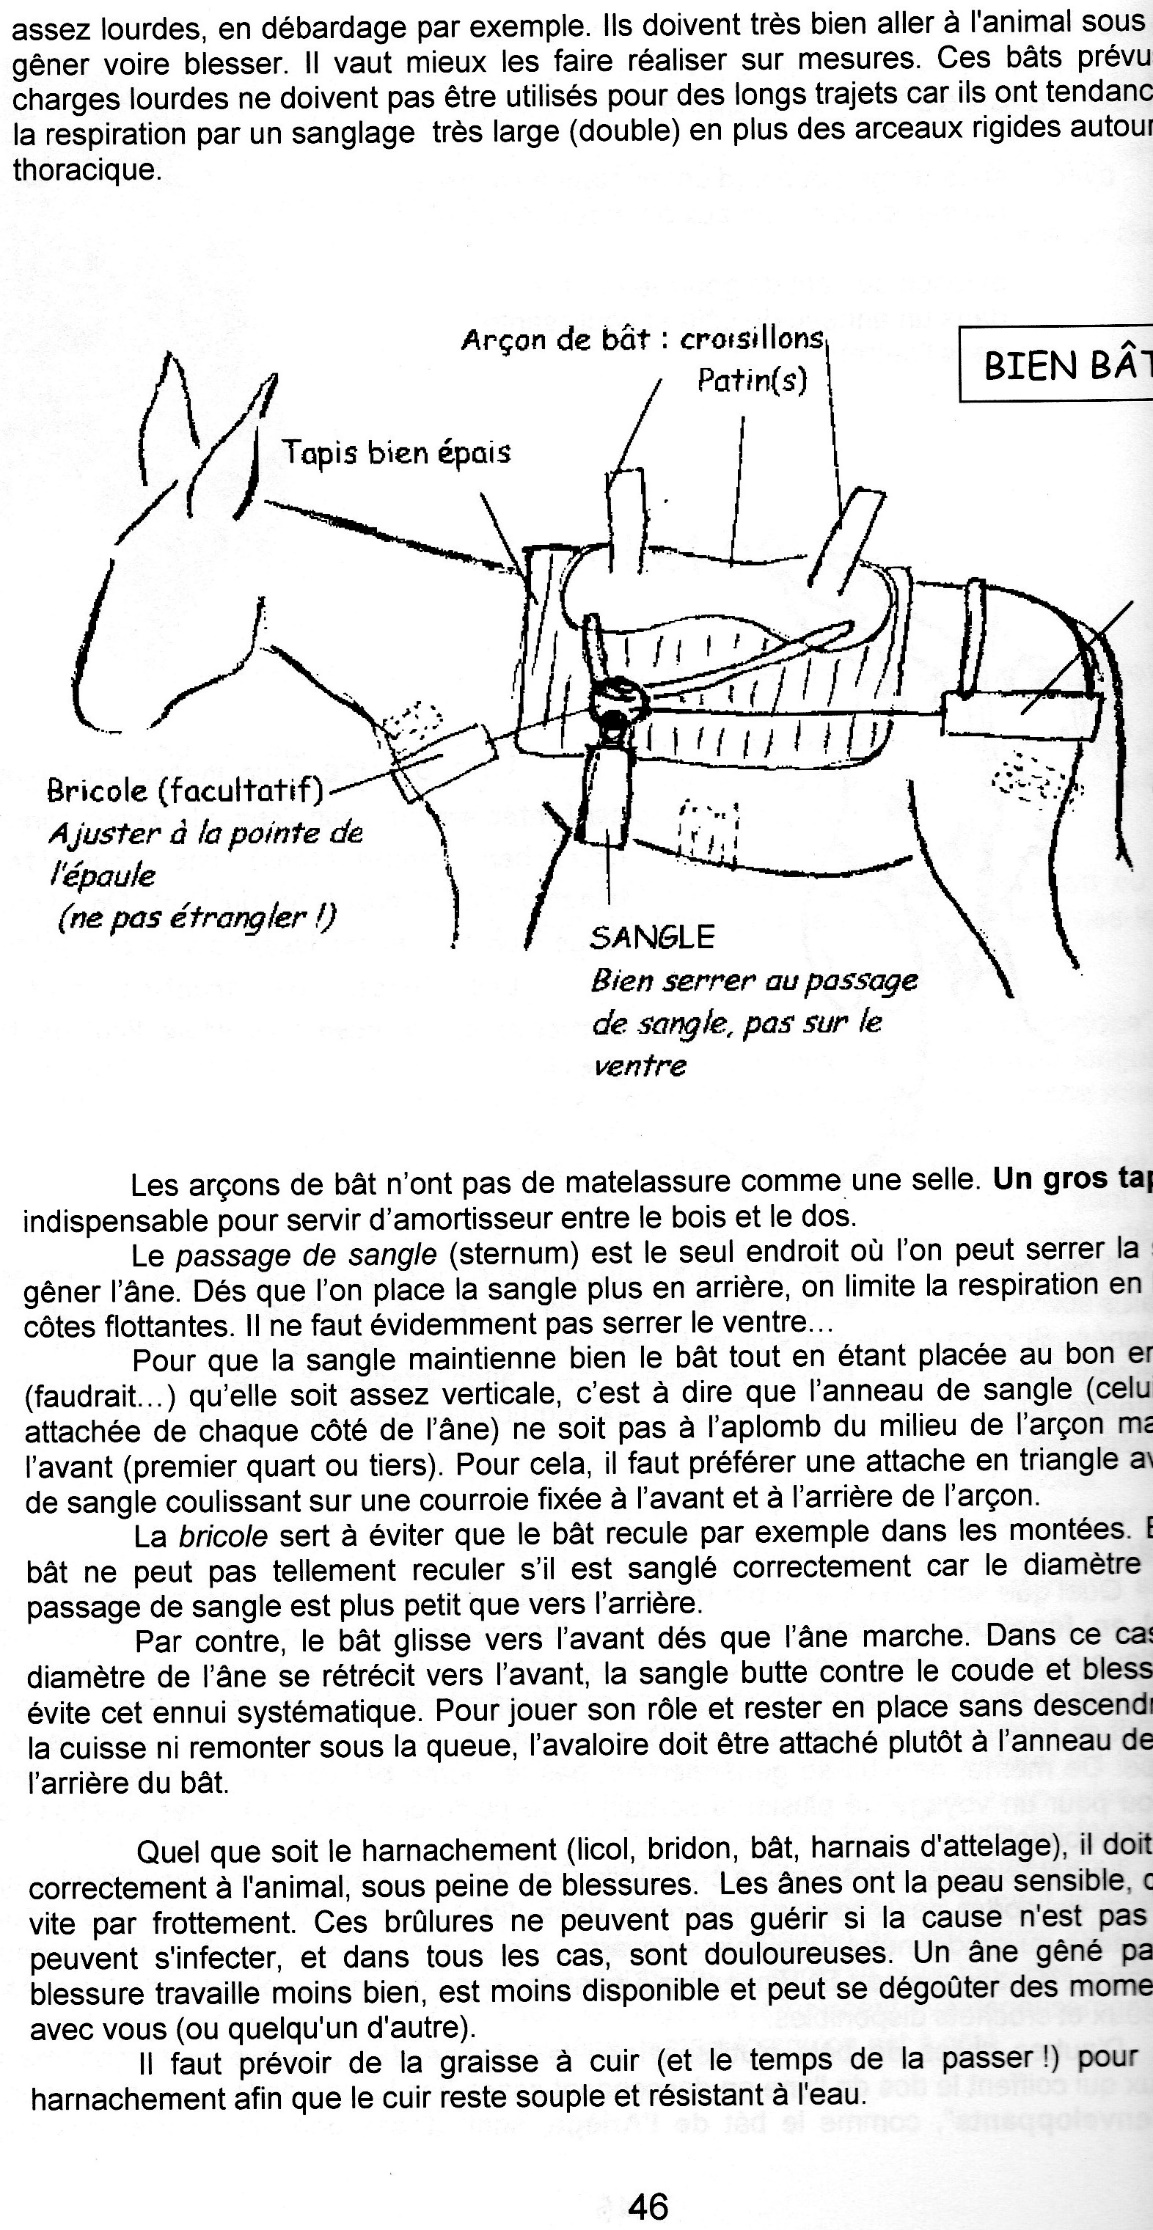 assez lourdes, en débardage par exemple. Ils doivent très bien aller à l'animal sous
gêner voire blesser. Il vaut mieux les faire réaliser sur mesures. Ces bâts prévu
charges lourdes ne doivent pas être utilisés pour des longs trajets car ils ont tendanc
la respiration par un sanglage très large (double) en plus des arceaux rigides autour
thoracique.
Arçon de bât : croisillons
BIEN BÂT
Patin(s)
Tapis bien épais
Bricole (facultatif)
Ajuster à la pointe de
l'épaule
(ne pas étrangler !)
SANGLE
Bien serrer au passage
de sangle, pas sur le
ventre
Les arçons de bât n'ont pas de matelassure comme une selle. Un gros tap
indispensable pour servir d'amortisseur entre le bois et le dos.
Le passage de sangle (sternum) est le seul endroit où l'on peut serrer la
gêner l'âne. Dés que l'on place la sangle plus en arrière, on limite la respiration en
côtes flottantes. Il ne faut évidemment pas serrer le ventre...
Pour que la sangle maintienne bien le bât tout en étant placée au bon en
(faudrait...) qu'elle soit assez verticale, c'est à dire que l'anneau de sangle (celu
attachée de chaque côté de l'âne) ne soit pas à l'aplomb du milieu de l'arçon ma
l'avant (premier quart ou tiers). Pour cela, il faut préférer une attache en triangle av
de sangle coulissant sur une courroie fixée à l'avant et à l'arrière de l'arçon.
La bricole sert à éviter que le bât recule par exemple dans les montées.
bât ne peut pas tellement reculer s'il est sanglé correctement car le diamètre
passage de sangle est plus petit que vers l'arrière.
Par contre, le bât glisse vers l'avant dés que l'âne marche. Dans ce cas
diamètre de l'âne se rétrécit vers l'avant, la sangle butte contre le coude et bless
évite cet ennui systématique. Pour jouer son rôle et rester en place sans descendr
la cuisse ni remonter sous la queue, l'avaloire doit être attaché plutôt à l'anneau de
l'arrière du bât.
Quel que soit le harnachement (licol, bridon, bât, harnais d'attelage), il doit
correctement à l'animal, sous peine de blessures. Les ânes ont la peau sensible,
vite par frottement. Ces brûlures ne peuvent pas guérir si la cause n'est pas
peuvent s'infecter, et dans tous les cas, sont douloureuses. Un âne gêné pa
blessure travaille moins bien, est moins disponible et peut se dégoûter des mome
avec vous (ou quelqu'un d'autre).
Il faut prévoir de la graisse à cuir (et le temps de la passer !) pour
harnachement afin que le cuir reste souple et résistant à l'eau.
46